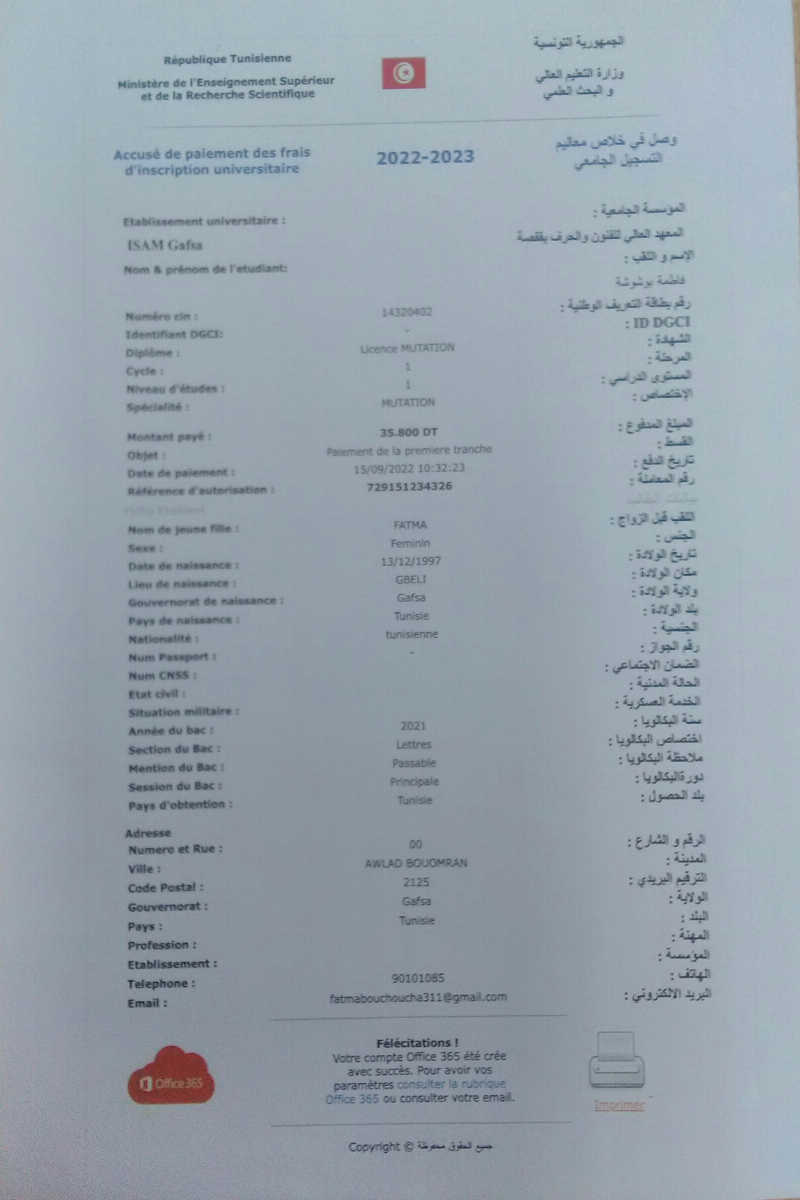 République Tunisienne
الجمهورية التونسية
Ministère de l'Enseignement Supérieur
et de la Recherche Scientifique
وزارة التعليم العالي
و البحث العلمي
Accusé de paiement des frais
d'inscription universitaire
2022-2023
وصل في خلاص معاليم
التسجيل الجامعي
Etablissement universitaire : المؤسسة الجامعية :
ISAM Gafsa المعهد العالي للفنون والحرف بقفصة
Nom & prénom de l'etudiant: الإسم و اللقب :
فاطمة بوشوشة
Numéro cin : 14320402 رقم بطاقة التعريف الوطنية :
Identifiant DGCI: - ID DGCI :
Diplôme : Licence MUTATION الشهادة :
Cycle : 1 المرحلة :
Niveau d'études : 1 المستوى الدراسي :
Spécialité : MUTATION الإختصاص :
Montant payé : 35.800 DT المبلغ المدفوع :
Objet : Paiement de la premiere tranche القسط :
Date de paiement : 15/09/2022 10:32:23 تاريخ الدفع :
Référence d'autorisation : 729151234326 رقم المعاملة :
Nom de jeune fille : FATMA اللقب قبل الزواج :
Sexe : Feminin الجنس :
Date de naissance : 13/12/1997 تاريخ الولادة :
Lieu de naissance : GBELI مكان الولادة :
Gouvernorat de naissance : Gafsa ولاية الولادة :
Pays de naissance : Tunisie بلد الولادة :
Nationalité : tunisienne الجنسية :
Num Passport : - رقم الجواز :
Num CNSS : الضمان الاجتماعي :
Etat civil : الحالة المدنية :
Situation militaire : الخدمة العسكرية :
Année du bac : 2021 سنة البكالويا :
Section du Bac : Lettres اختصاص البكالويا :
Mention du Bac : Passable ملاحظة البكالويا :
Session du Bac : Principale دورةالبكالويا :
Pays d'obtention : Tunisie بلد الحصول :
Adresse
Numero et Rue : 00 الرقم و الشارع :
Ville : AWLAD BOUOMRAN المدينة :
Code Postal : 2125 الترقيم البريدي :
Gouvernorat : Gafsa الولاية :
Pays : Tunisie البلد :
Profession : المهنة :
Etablissement : المؤسسة :
Telephone : 90101085 الهاتف :
Email : fatmabouchoucha311@gmail.com البريد الالكتروني :
Office 365
Félécitations !
Votre compte Office 365 été crée
avec succès. Pour avoir vos
paramètres consulter la rubrique
Office 365 ou consulter votre email.
Imprimer
Copyright © جميع الحقوق محفوظة